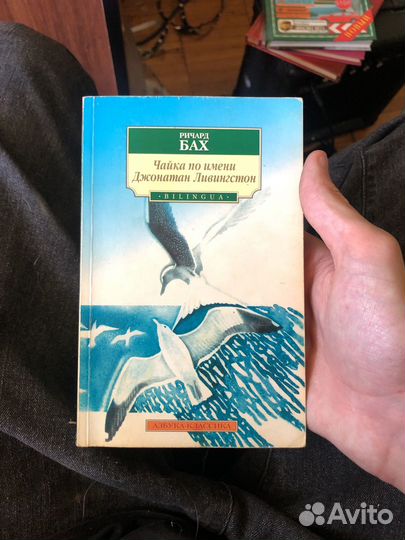 РИЧАРД
БАХ
Чайка по имени
Джонатан Ливингстон
·BILINGUA·
АЗБУКА-КЛАССИКА
Avito